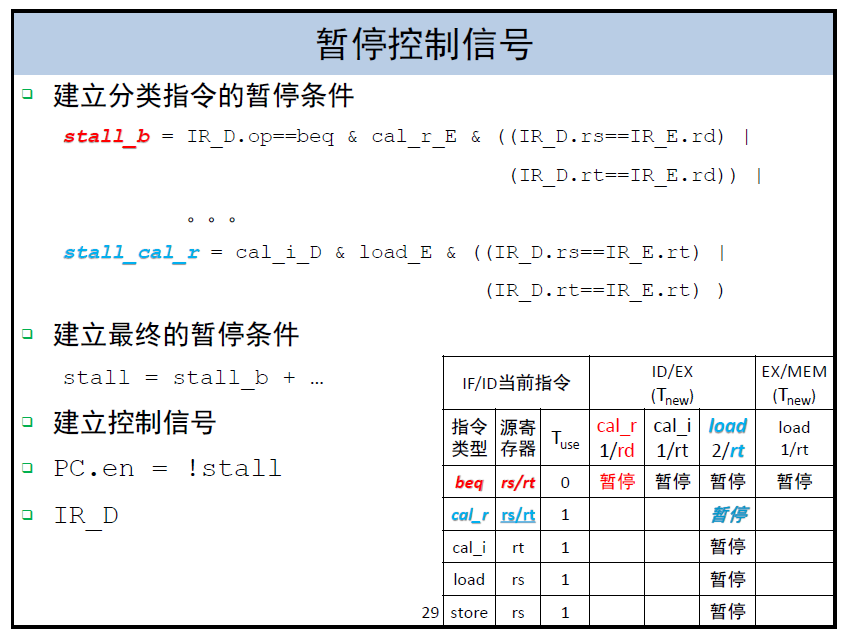 暂停控制信号
建立分类指令的暂停条件
stall_b = IR_D.op==beq & cal_r_E & ((IR_D.rs==IR_E.rd) |
(IR_D.rt==IR_E.rd)) |
。。。
stall_cal_r = cal_i_D & load_E & ((IR_D.rs==IR_E.rt) |
(IR_D.rt==IR_E.rt) )
建立最终的暂停条件
stall = stall_b + …
建立控制信号
PC.en = !stall
IR_D
IF/ID当前指令 ID/EX (Tnew) EX/MEM (Tnew)
指令类型 源寄存器 Tuse cal_r 1/rd cal_i 1/rt load 2/rt load 1/rt
beq rs/rt 0 暂停 暂停 暂停 暂停
cal_r rs/rt 1 暂停
cal_i rt 1 暂停
load rs 1 暂停
store rs 1 暂停
29